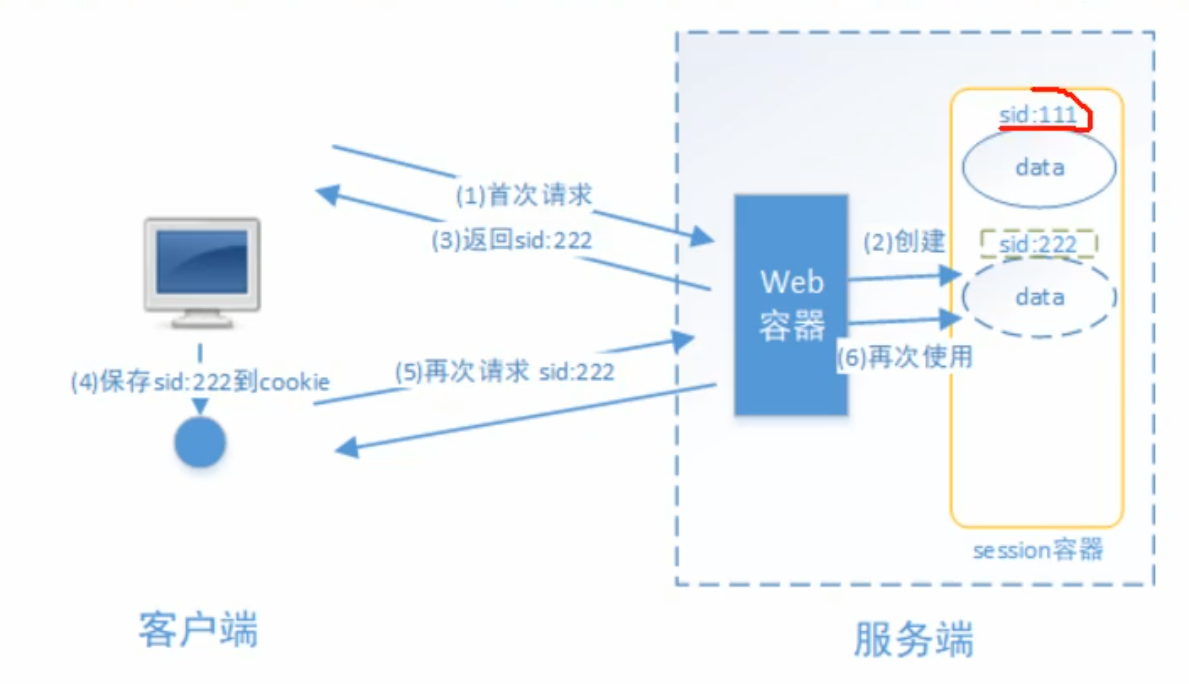 (1)首次请求
(3)返回sid:222
(4)保存sid:222到cookie
(5)再次请求 sid:222
客户端
Web
容器
(2)创建
(6)再次使用
sid:111
data
sid:222
data
session容器
服务端